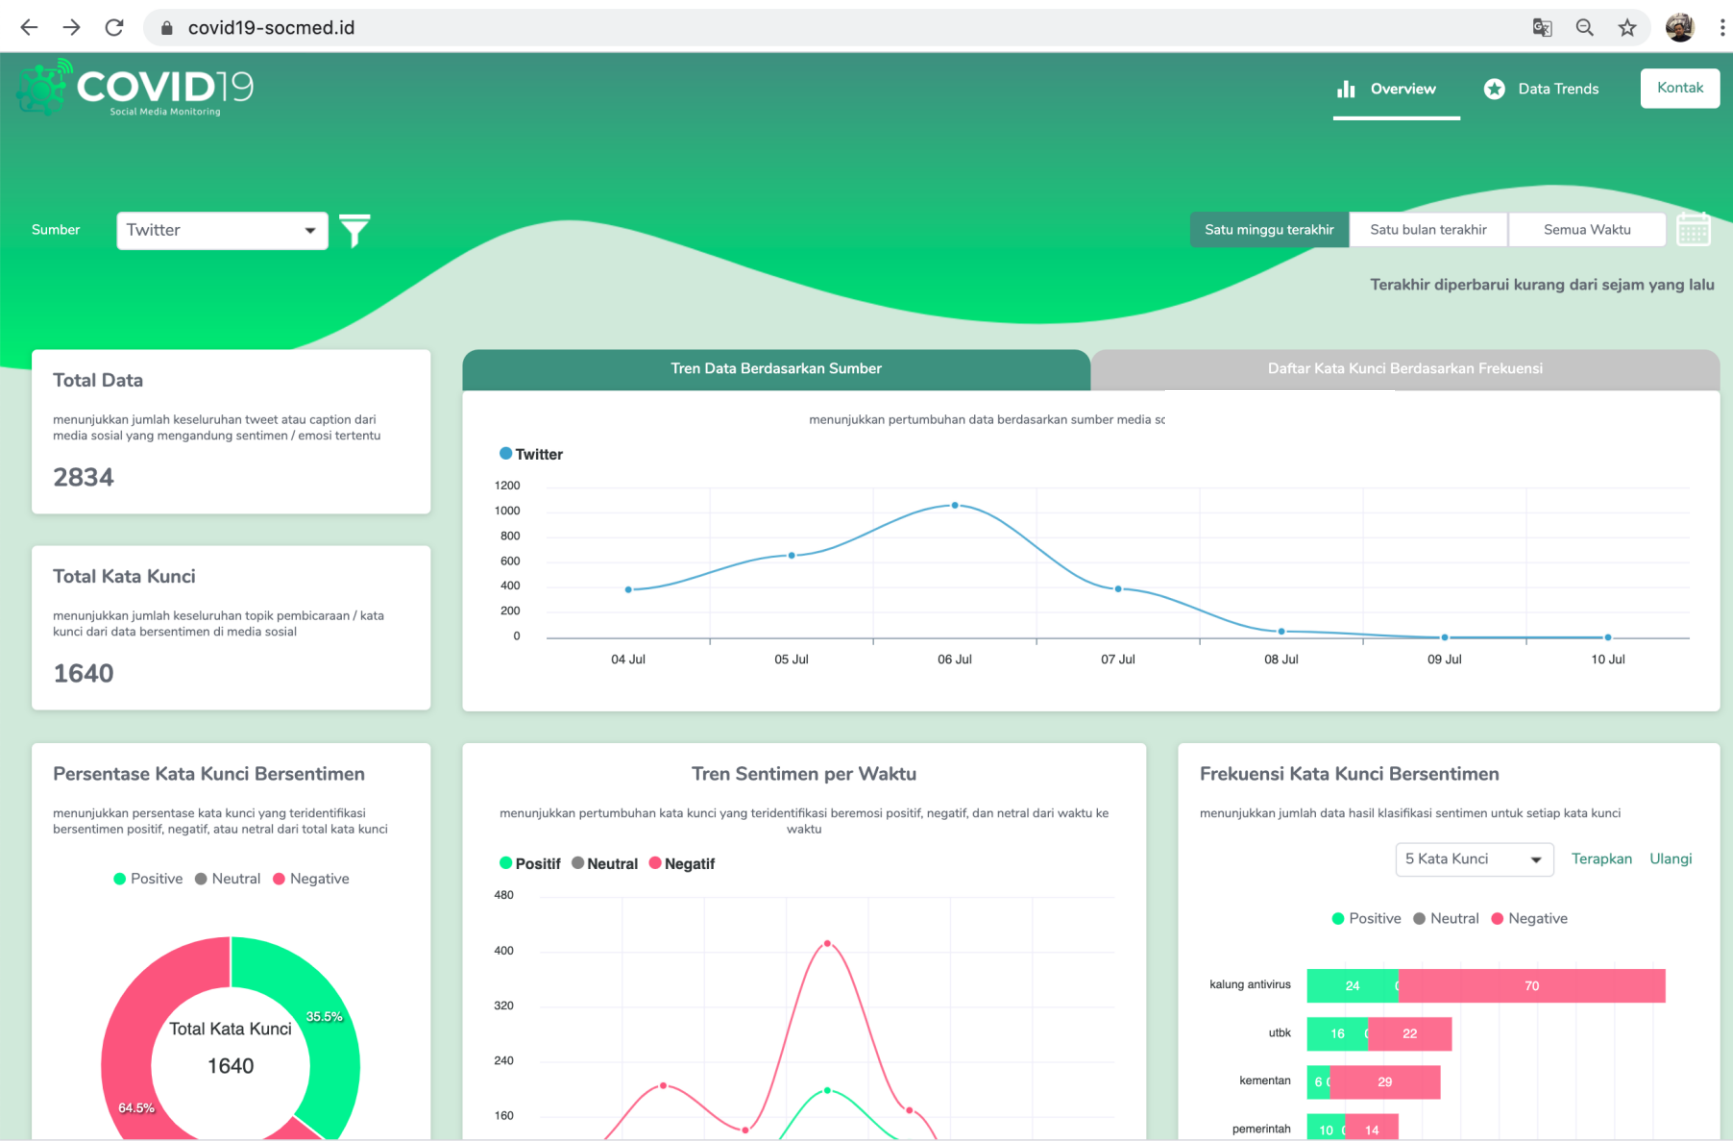 covid19-socmed.id
COVID19
Social Media Monitoring
Overview
Data Trends
Kontak
Sumber
Twitter
Satu minggu terakhir
Satu bulan terakhir
Semua Waktu
Terakhir diperbarui kurang dari sejam yang lalu
Total Data
menunjukkan jumlah keseluruhan tweet atau caption dari
media sosial yang mengandung sentimen / emosi tertentu
2834
Total Kata Kunci
menunjukkan jumlah keseluruhan topik pembicaraan / kata
kunci dari data bersentimen di media sosial
1640
Tren Data Berdasarkan Sumber
Daftar Kata Kunci Berdasarkan Frekuensi
menunjukkan pertumbuhan data berdasarkan sumber media so
Twitter
1200
1000
800
600
400
200
0
04 Jul
05 Jul
06 Jul
07 Jul
08 Jul
09 Jul
10 Jul
Persentase Kata Kunci Bersentimen
menunjukkan persentase kata kunci yang teridentifikasi
bersentimen positif, negatif, atau netral dari total kata kunci
Positive Neutral Negative
35.5%
Total Kata Kunci
1640
64.5%
Tren Sentimen per Waktu
menunjukkan pertumbuhan kata kunci yang teridentifikasi beremosi positif, negatif, dan netral dari waktu ke
waktu
Positif Neutral Negatif
480
400
320
240
160
Frekuensi Kata Kunci Bersentimen
menunjukkan jumlah data hasil klasifikasi sentimen untuk setiap kata kunci
5 Kata Kunci
Terapkan
Ulangi
Positive Neutral Negative
kalung antivirus 24 70
utbk 16 22
kementan 6 29
pemerintah 10 14